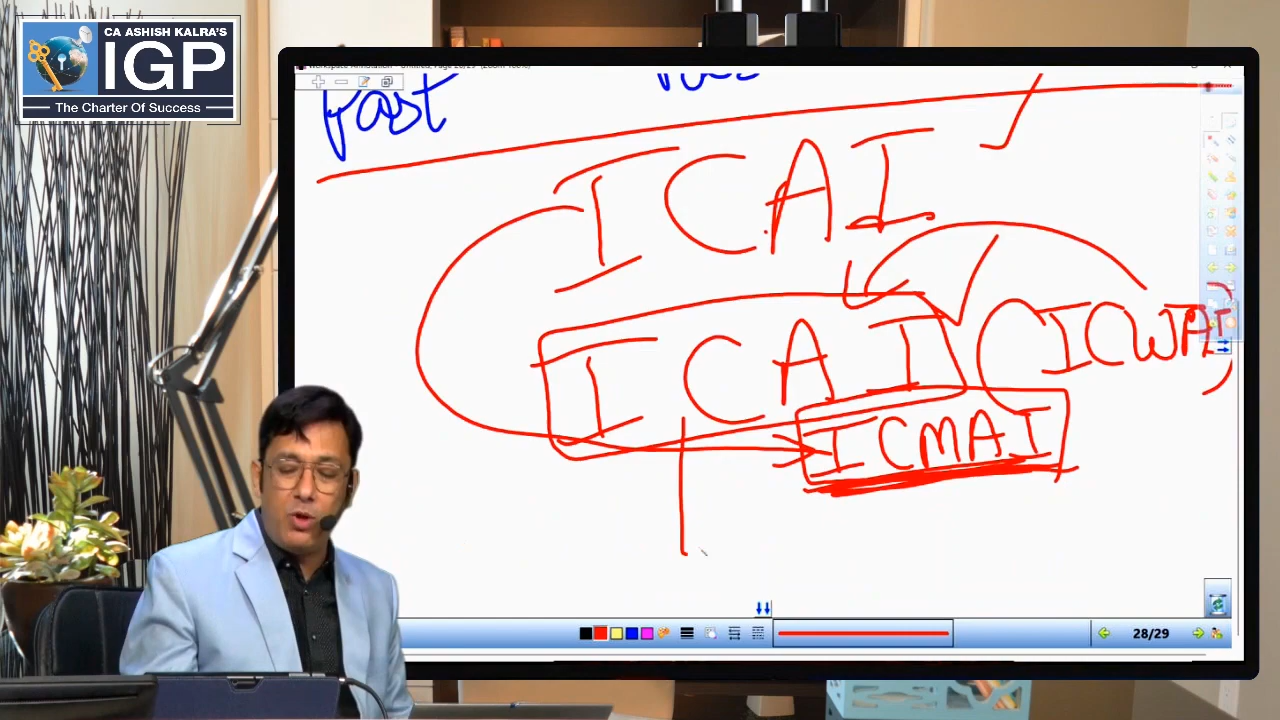 CA ASHISH KALRA'S
IGP
The Charter Of Success
fast
ICAI
ICAI (ICWAI)
ICMAI
28/29